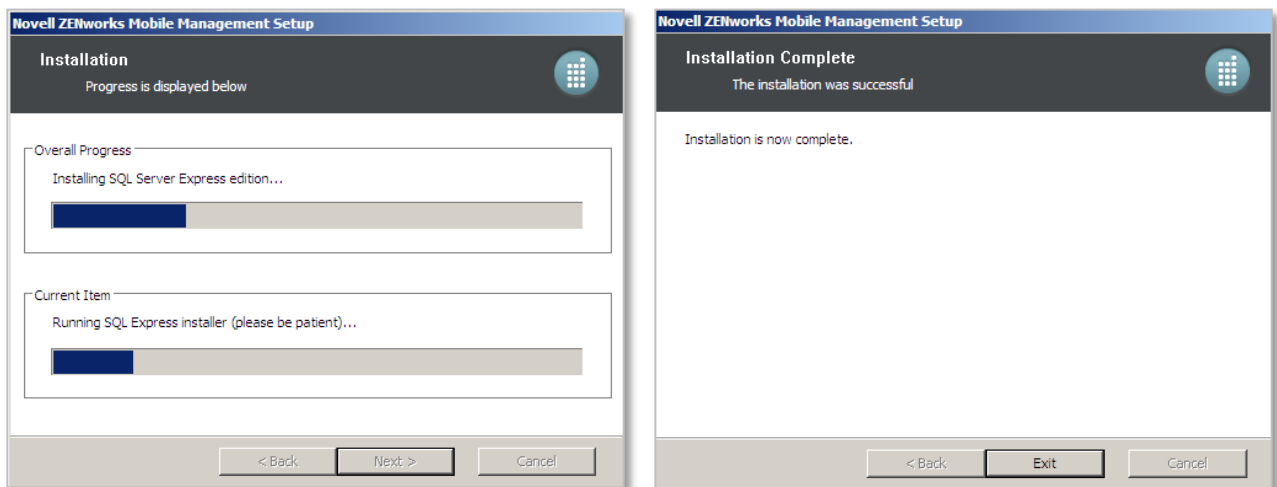 Novell ZENworks Mobile Management Setup
Installation
Progress is displayed below
Overall Progress
Installing SQL Server Express edition...
Current Item
Running SQL Express installer (please be patient)...
< Back
Next >
Cancel
Novell ZENworks Mobile Management Setup
Installation Complete
The installation was successful
Installation is now complete.
< Back
Exit
Cancel